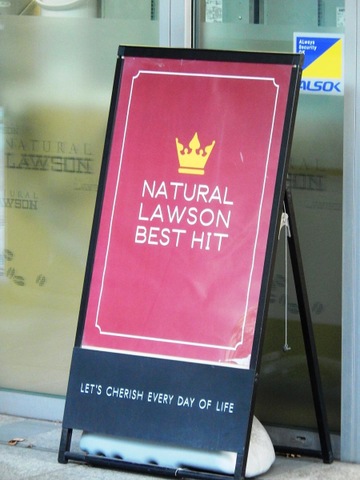 ALways
Security
OK
ALSOK
NATURAL
LAWSON
NATURAL
LAWSON
BEST HIT
LET'S CHERISH EVERY DAY OF LIFE